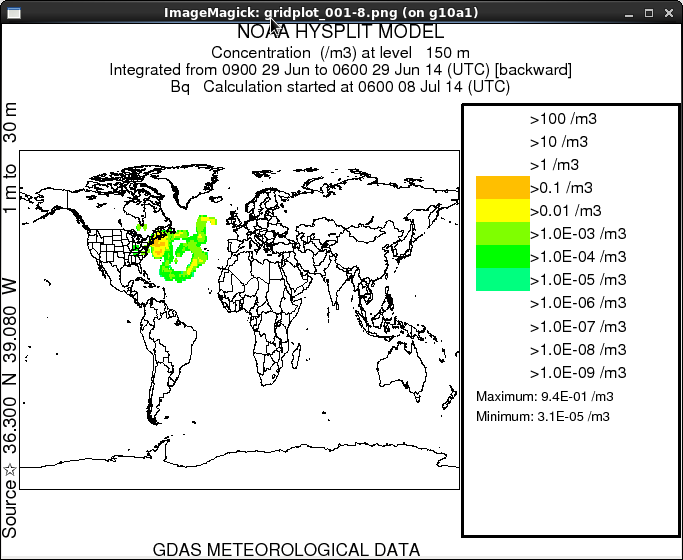 ImageMagick: gridplot_001-8.png (on g10a1)
NOAA HYSPLIT MODEL
Concentration (/m3) at level 150 m
Integrated from 0900 29 Jun to 0600 29 Jun 14 (UTC) [backward]
Bq Calculation started at 0600 08 Jul 14 (UTC)
Source☆ 36.300 N 39.080 W 1 m to 30 m
>100 /m3
>10 /m3
>1 /m3
>0.1 /m3
>0.01 /m3
>1.0E-03 /m3
>1.0E-04 /m3
>1.0E-05 /m3
>1.0E-06 /m3
>1.0E-07 /m3
>1.0E-08 /m3
>1.0E-09 /m3
Maximum: 9.4E-01 /m3
Minimum: 3.1E-05 /m3
GDAS METEOROLOGICAL DATA